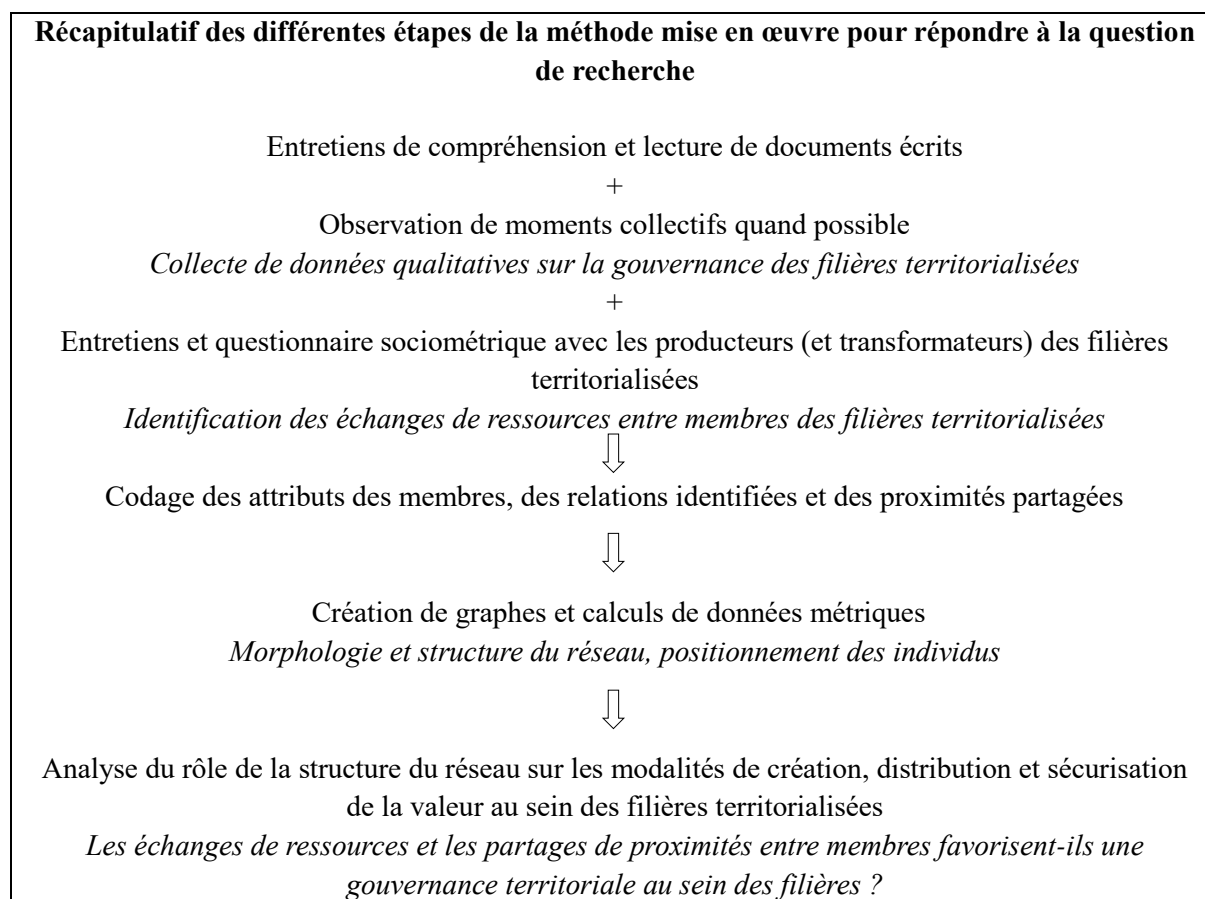 Récapitulatif des différentes étapes de la méthode mise en œuvre pour répondre à la question
de recherche
Entretiens de compréhension et lecture de documents écrits
+
Observation de moments collectifs quand possible
Collecte de données qualitatives sur la gouvernance des filières territorialisées
+
Entretiens et questionnaire sociométrique avec les producteurs (et transformateurs) des filières
territorialisées
Identification des échanges de ressources entre membres des filières territorialisées
Codage des attributs des membres, des relations identifiées et des proximités partagées
Création de graphes et calculs de données métriques
Morphologie et structure du réseau, positionnement des individus
Analyse du rôle de la structure du réseau sur les modalités de création, distribution et sécurisation
de la valeur au sein des filières territorialisées
Les échanges de ressources et les partages de proximités entre membres favorisent-ils une
gouvernance territoriale au sein des filières ?